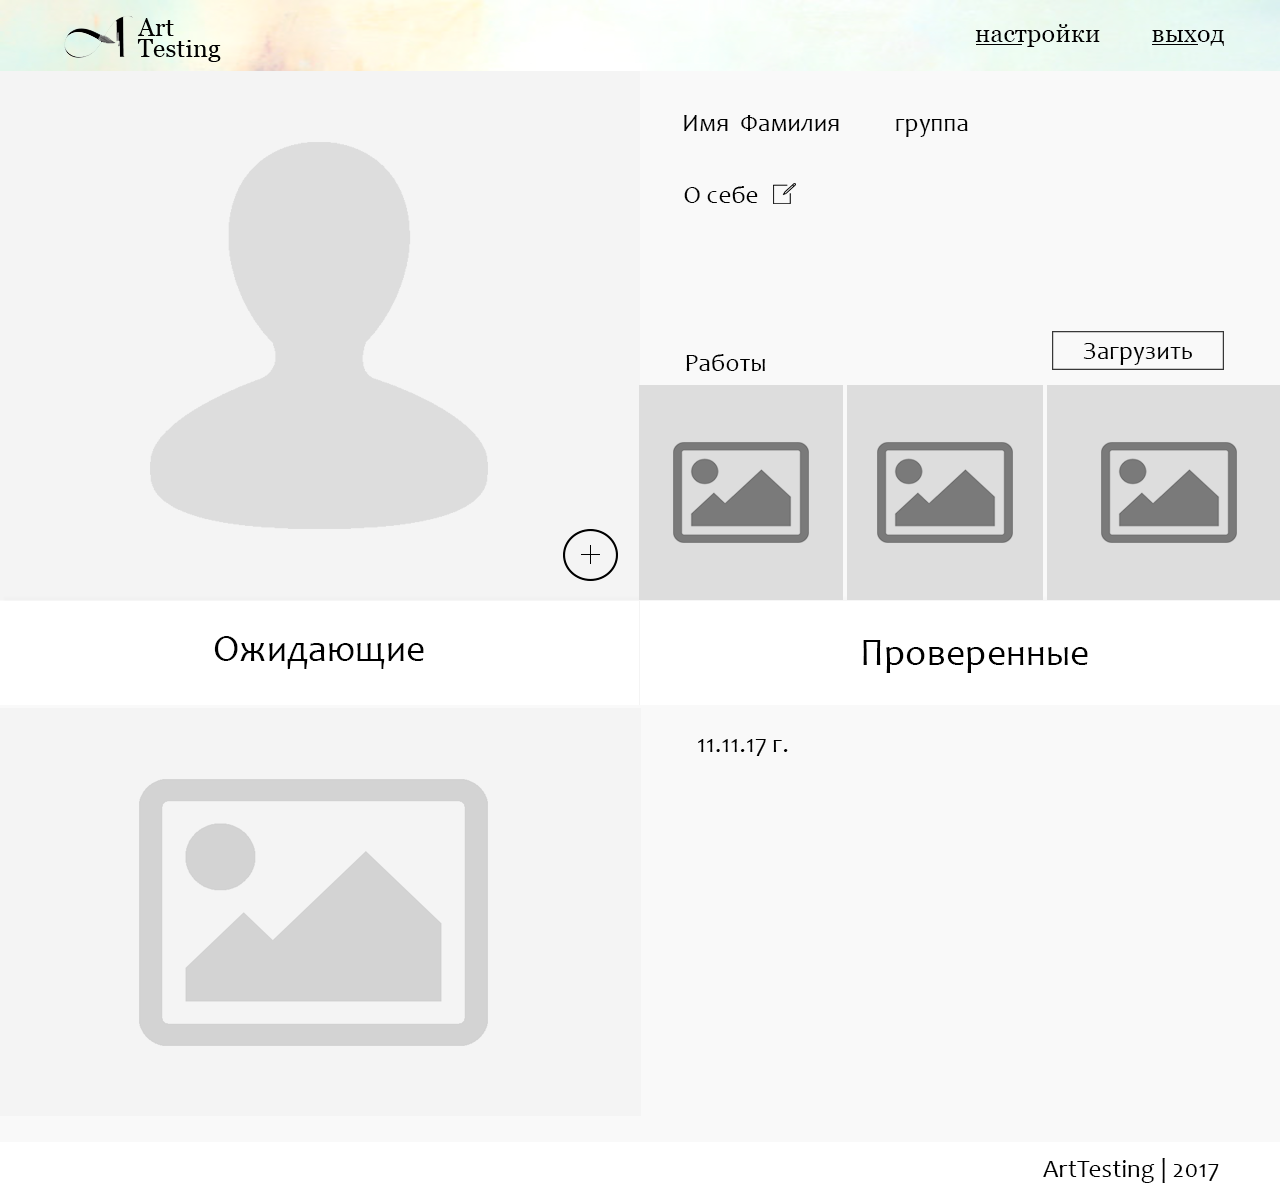 Art
Testing
настройки
выход
Имя Фамилия группа
О себе
Работы
Загрузить
Ожидающие
Проверенные
11.11.17 г.
ArtTesting | 2017